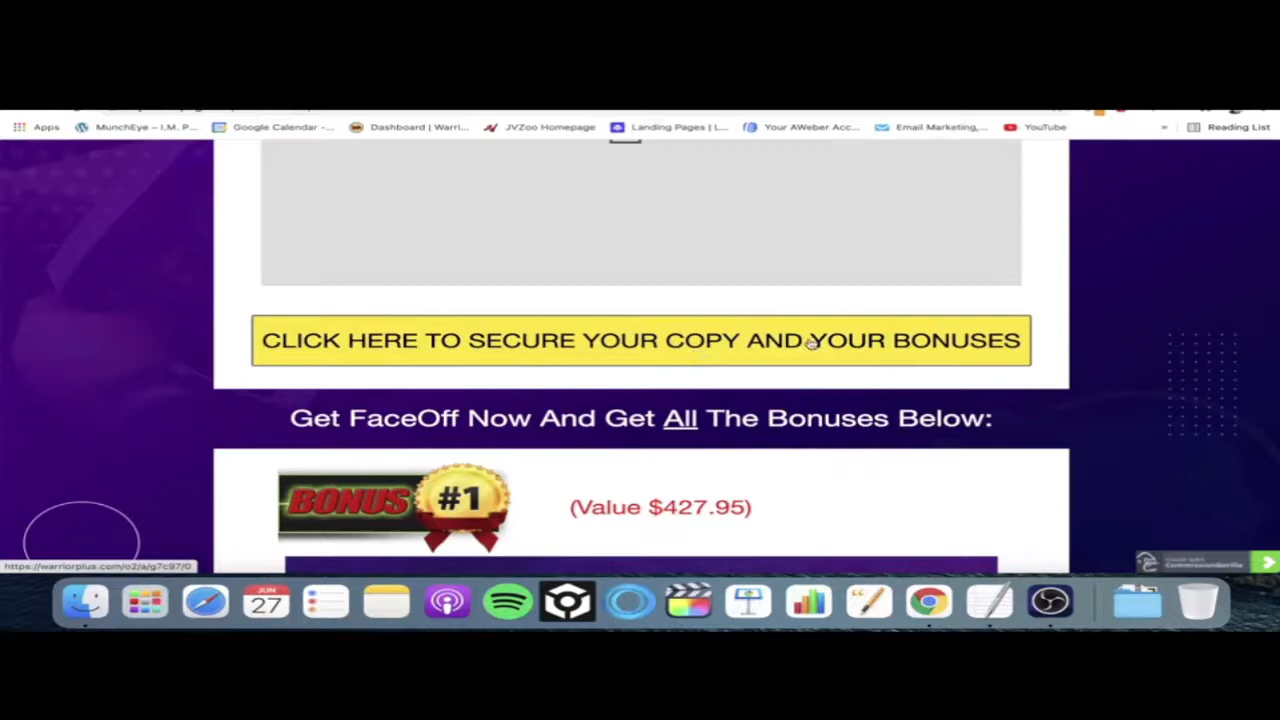 Apps MunchEye – I.M. P... Google Calendar -... Dashboard | Warri... JVZoo Homepage Landing Pages | L... Your AWeber Acc... Email Marketing,... YouTube » Reading List
CLICK HERE TO SECURE YOUR COPY AND YOUR BONUSES
Get FaceOff Now And Get All The Bonuses Below:
BONUS #1 (Value $427.95)
https://warriorplus.com/o2/a/g7c97/0
CommissionGorilla
JUN
27